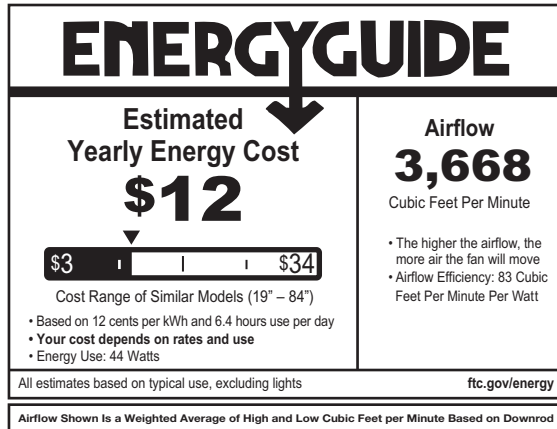 ENERGYGUIDE
Estimated
Yearly Energy Cost
$12
$3 $34
Cost Range of Similar Models (19” – 84”)
• Based on 12 cents per kWh and 6.4 hours use per day
• Your cost depends on rates and use
• Energy Use: 44 Watts
Airflow
3,668
Cubic Feet Per Minute
• The higher the airflow, the
more air the fan will move
• Airflow Efficiency: 83 Cubic
Feet Per Minute Per Watt
All estimates based on typical use, excluding lights
ftc.gov/energy
Airflow Shown Is a Weighted Average of High and Low Cubic Feet per Minute Based on Downrod